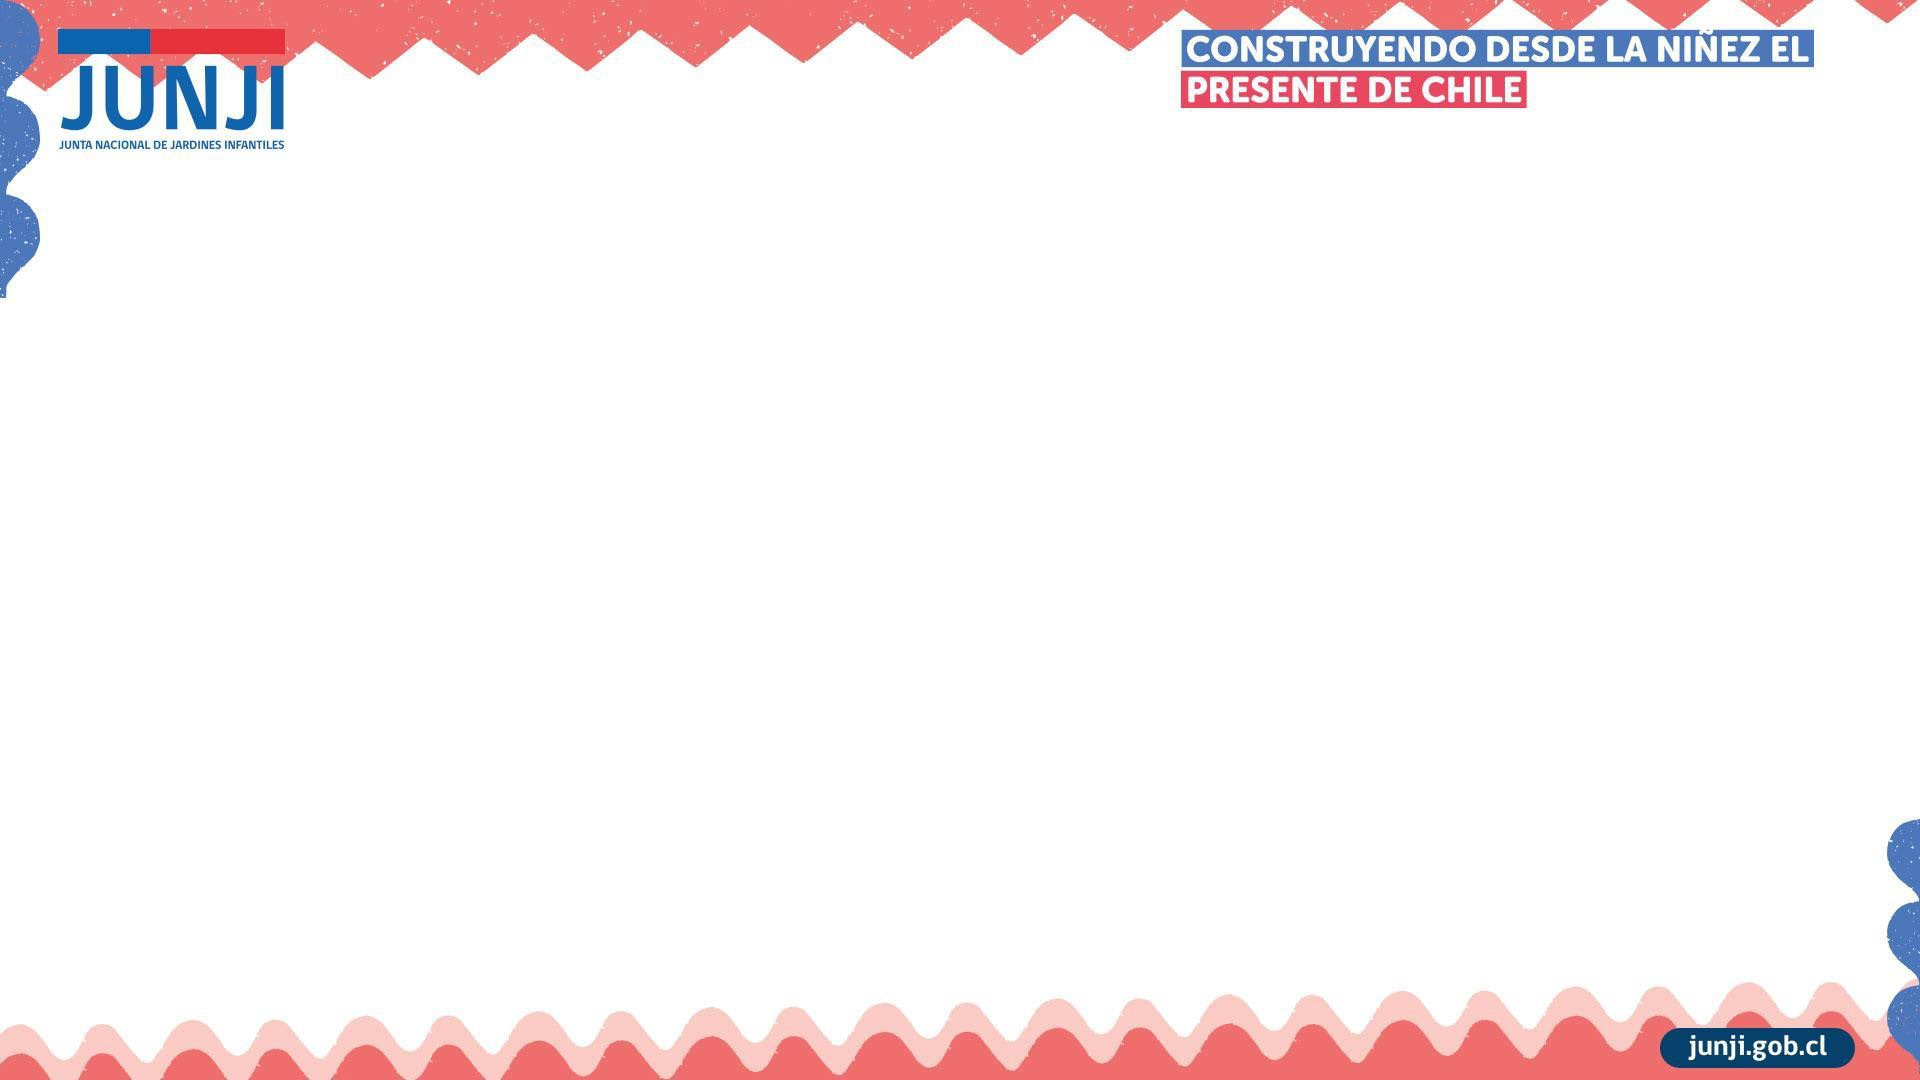 JUNJI
JUNTA NACIONAL DE JARDINES INFANTILES
CONSTRUYENDO DESDE LA NIÑEZ EL
PRESENTE DE CHILE
junji.gob.cl